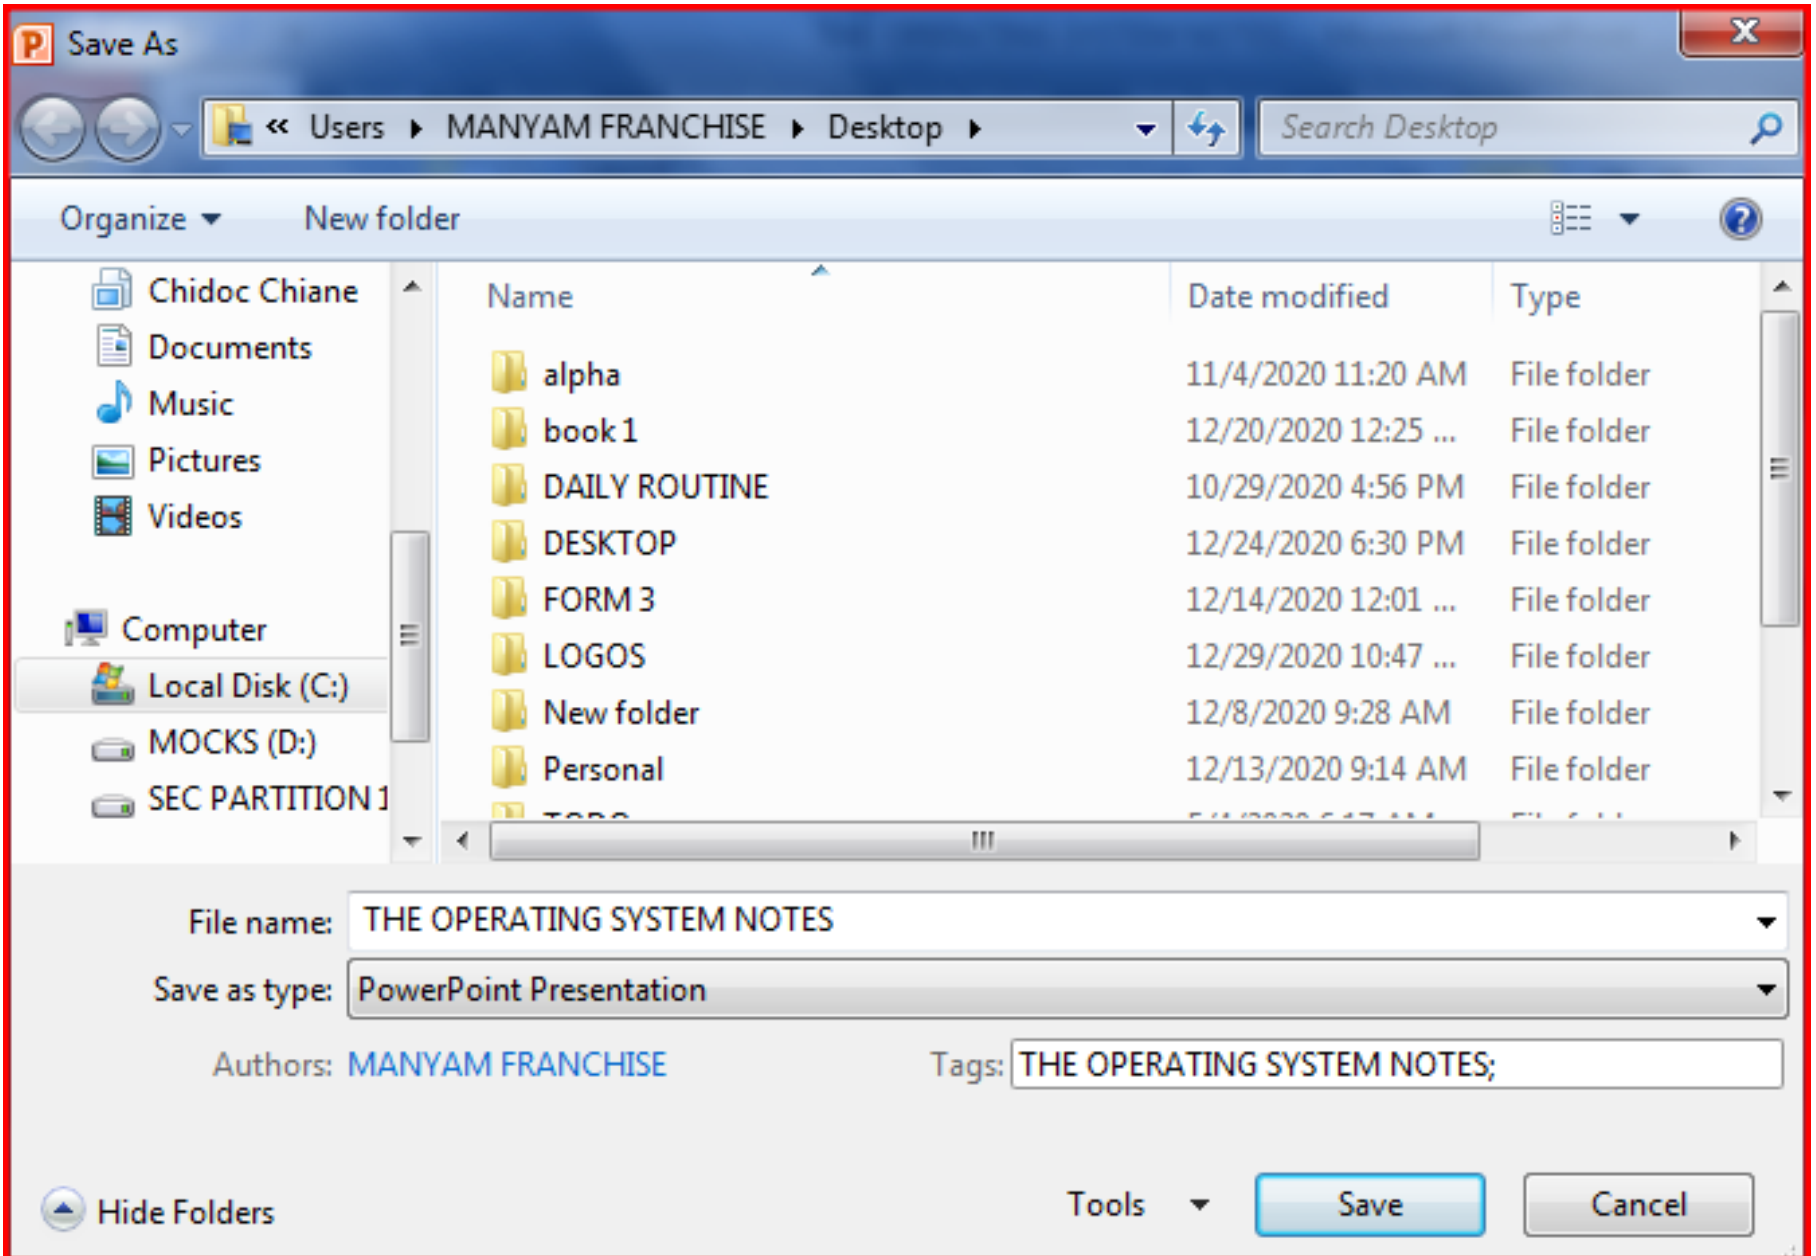 Save As
« Users MANYAM FRANCHISE Desktop Search Desktop
Organize New folder
Chidoc Chiane
Documents
Music
Pictures
Videos
Computer
Local Disk (C:)
MOCKS (D:)
SEC PARTITION 1
Name Date modified Type
alpha 11/4/2020 11:20 AM File folder
book 1 12/20/2020 12:25 ... File folder
DAILY ROUTINE 10/29/2020 4:56 PM File folder
DESKTOP 12/24/2020 6:30 PM File folder
FORM 3 12/14/2020 12:01 ... File folder
LOGOS 12/29/2020 10:47 ... File folder
New folder 12/8/2020 9:28 AM File folder
Personal 12/13/2020 9:14 AM File folder
File name: THE OPERATING SYSTEM NOTES
Save as type: PowerPoint Presentation
Authors: MANYAM FRANCHISE Tags: THE OPERATING SYSTEM NOTES;
Hide Folders Tools Save Cancel